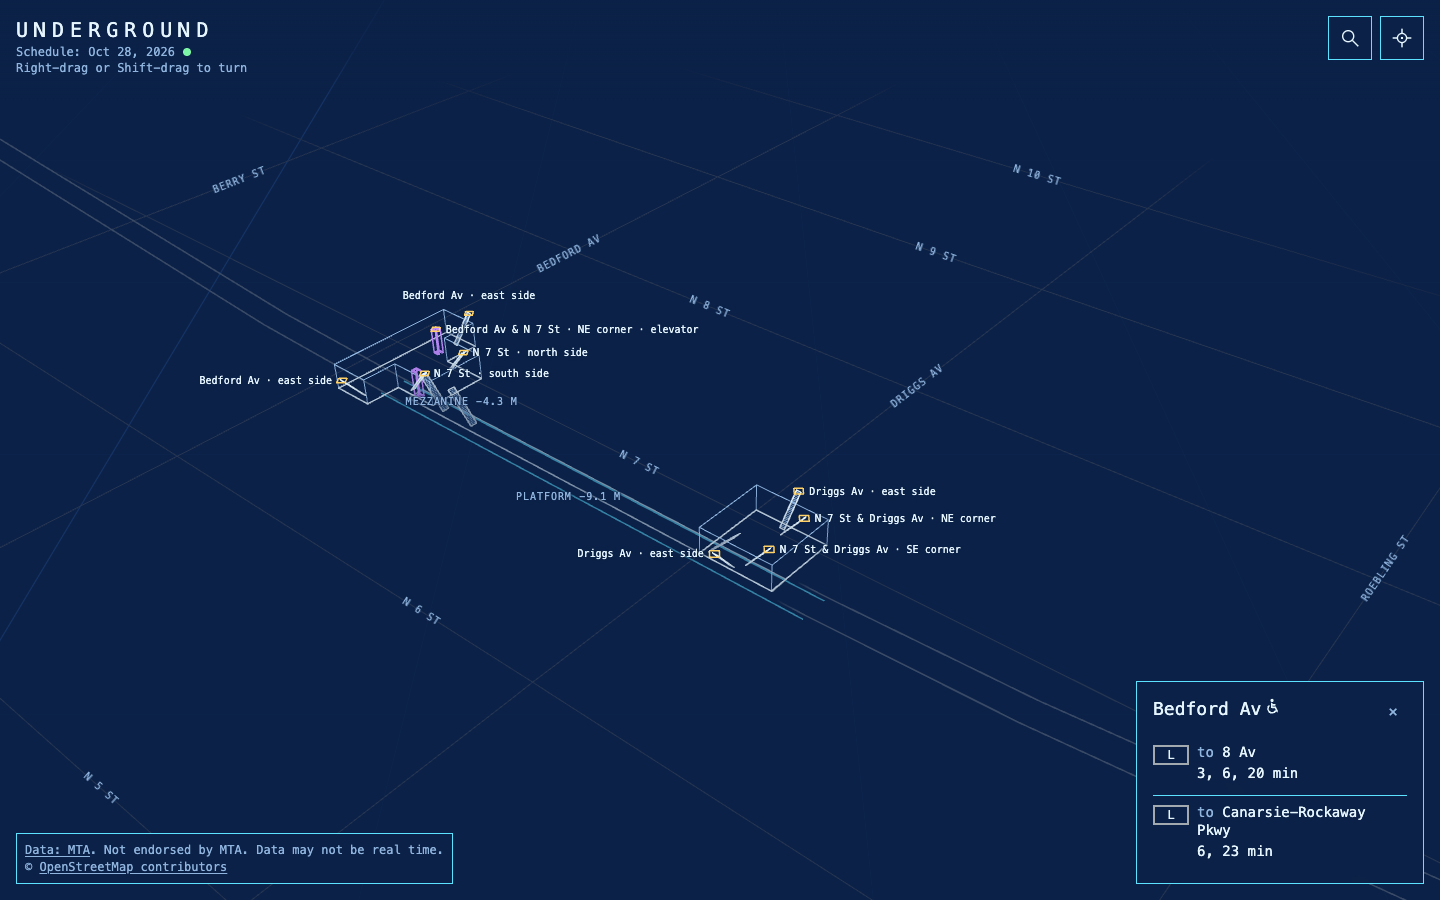 UNDERGROUND
Schedule: Oct 28, 2026
Right-drag or Shift-drag to turn
BERRY ST
N 10 ST
BEDFORD AV
N 9 ST
N 8 ST
Bedford Av · east side
Bedford Av & N 7 St · NE corner · elevator
N 7 St · north side
N 7 St · south side
Bedford Av · east side
MEZZANINE −4.3 M
DRIGGS AV
N 7 ST
PLATFORM −9.1 M
Driggs Av · east side
N 7 St & Driggs Av · NE corner
N 7 St & Driggs Av · SE corner
Driggs Av · east side
ROEBLING ST
N 6 ST
N 5 ST
Bedford Av
×
L to 8 Av
3, 6, 20 min
L to Canarsie–Rockaway
Pkwy
6, 23 min
Data: MTA. Not endorsed by MTA. Data may not be real time.
© OpenStreetMap contributors